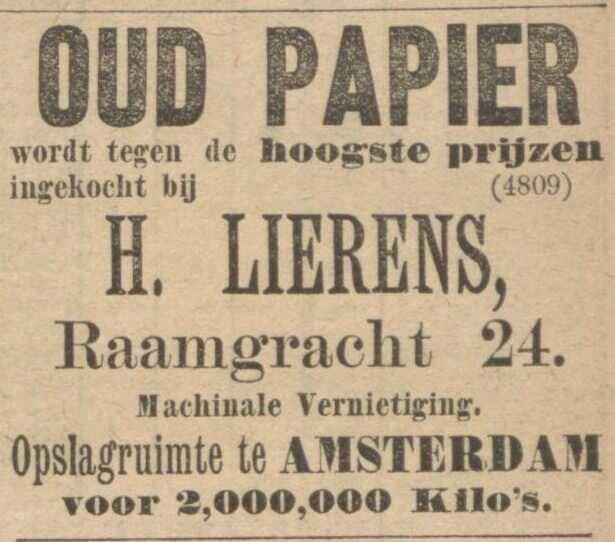 OUD PAPIER
wordt tegen de hoogste prijzen
ingekocht bij (4809)
H. LIERENS,
Raamgracht 24.
Machinale Vernietiging.
Opslagruimte te AMSTERDAM
voor 2,000,000 Kilo's.